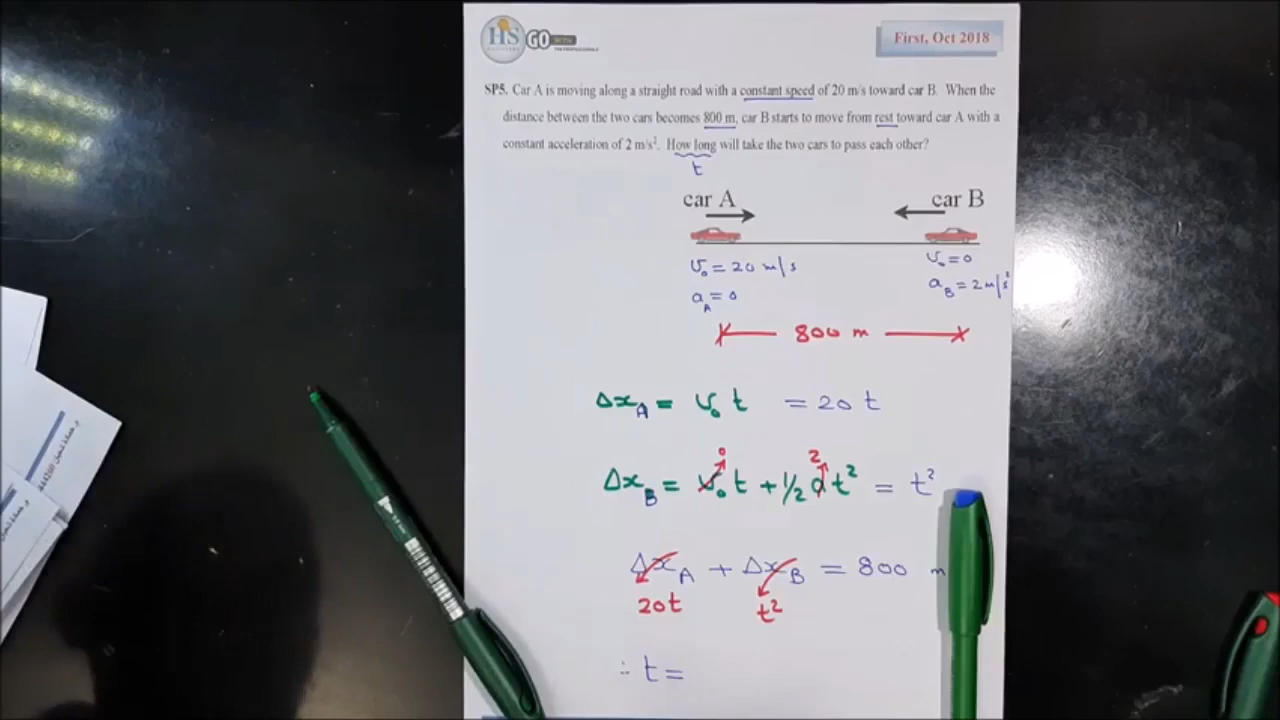 HS GO
First, Oct 2018
SP5. Car A is moving along a straight road with a constant speed of 20 m/s toward car B. When the
distance between the two cars becomes 800 m, car B starts to move from rest toward car A with a
constant acceleration of 2 m/s². How long will take the two cars to pass each other?
t
car A car B
v₀ = 20 m/s v₀ = 0
a_A = 0 a_B = 2 m/s²
800 m
Δx_A = v₀ t = 20 t
0 2
Δx_B = v₀ t + 1/2 a t² = t²
Δx_A + Δx_B = 800 m
20t t²
∴ t =